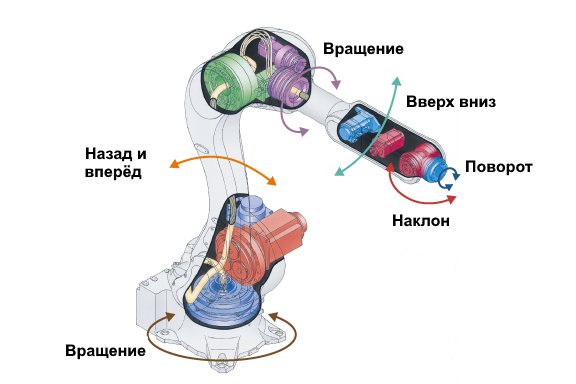 Вращение
Вверх вниз
Назад и
вперёд
Поворот
Наклон
Вращение